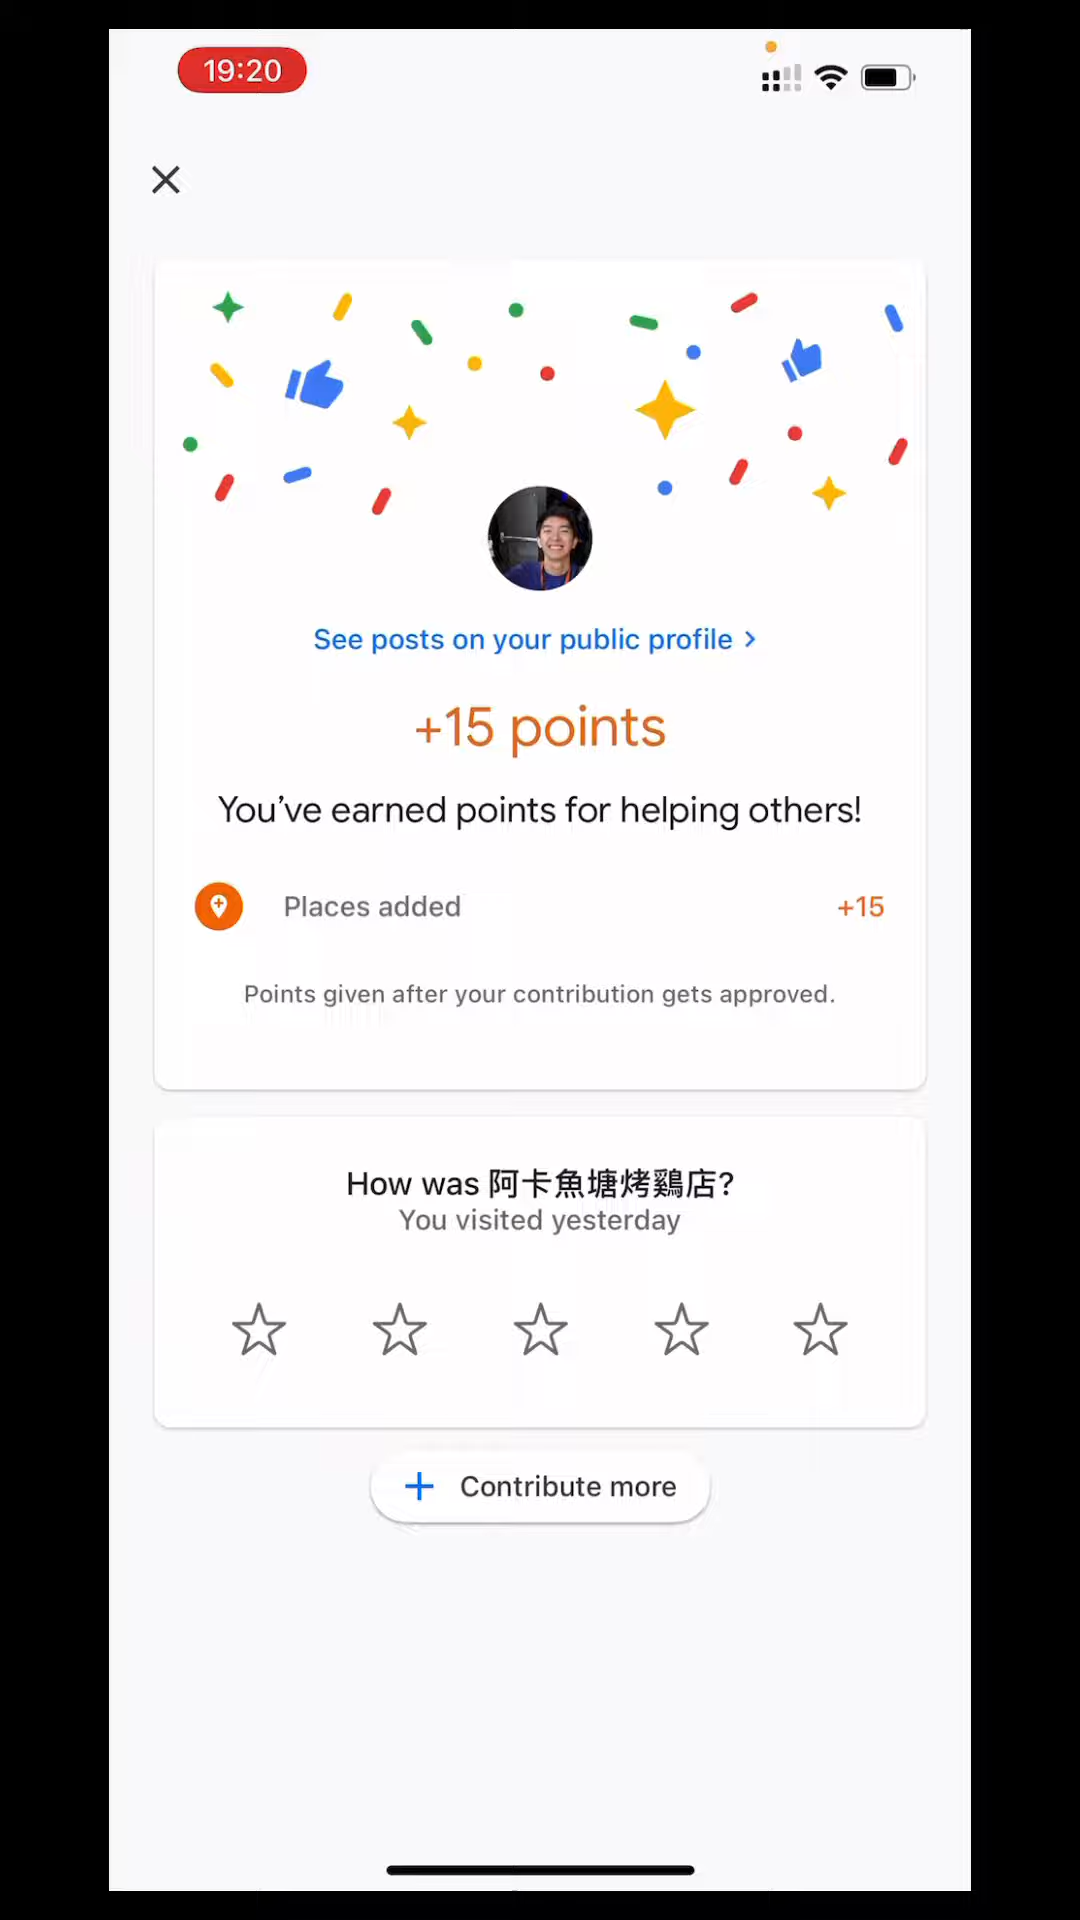 19:20
See posts on your public profile
+15 points
You've earned points for helping others!
Places added +15
Points given after your contribution gets approved.
How was 阿卡魚塘烤鷄店?
You visited yesterday
Contribute more